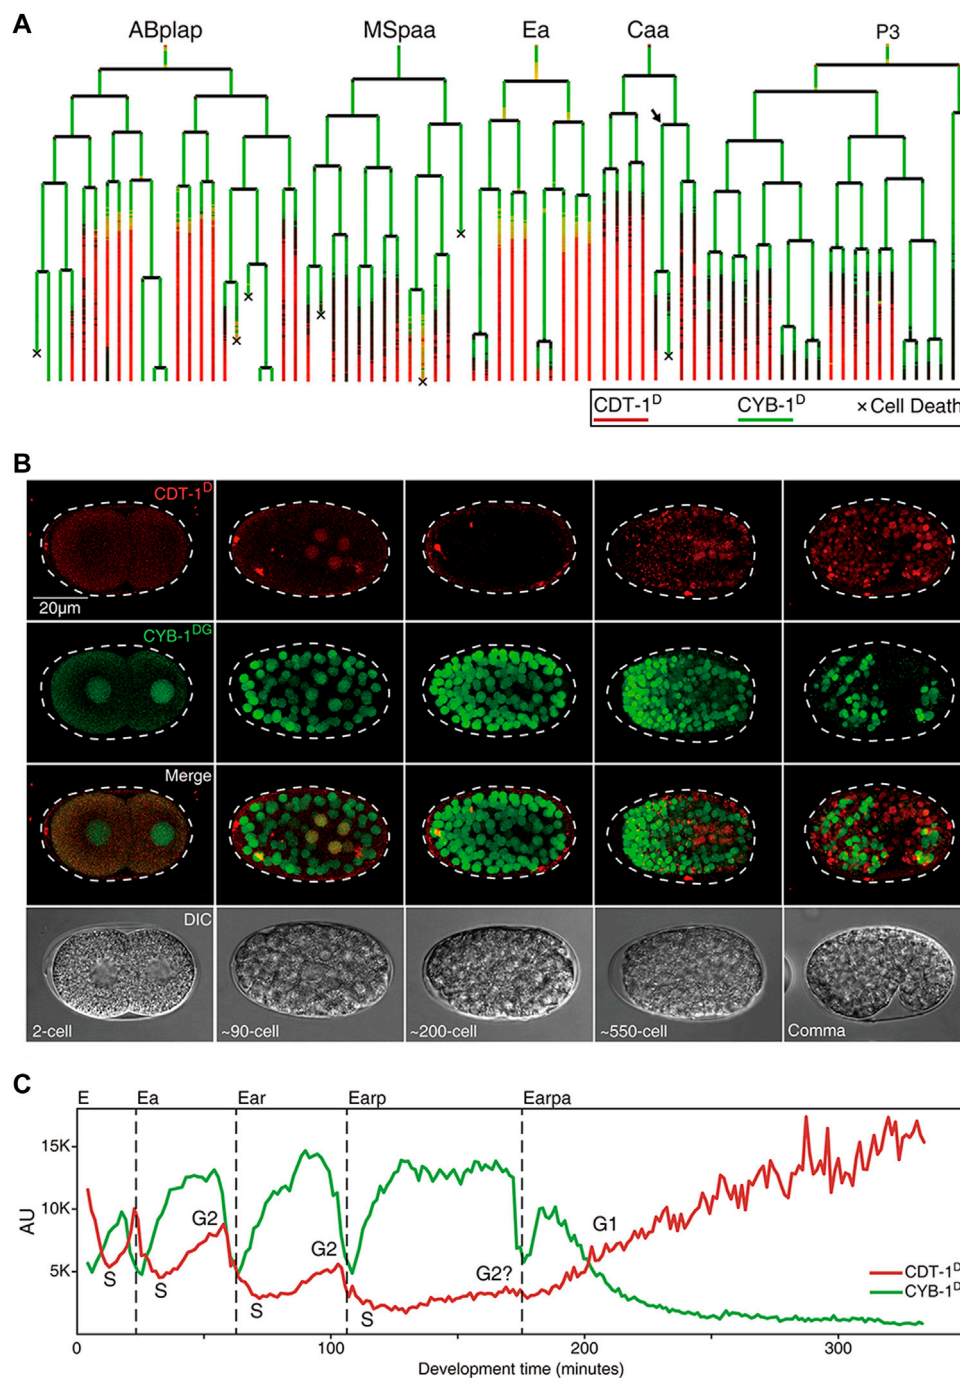 A
ABplap MSpaa Ea Caa P3
CDT-1D CYB-1D ×Cell Death
B
CDT-1D
20µm
CYB-1DG
Merge
DIC
2-cell ~90-cell ~200-cell ~550-cell Comma
C
E Ea Ear Earp Earpa
15K
10K
5K
AU
S S G2 S G2 S G2? G1
CDT-1D
CYB-1D
0 100 200 300
Development time (minutes)